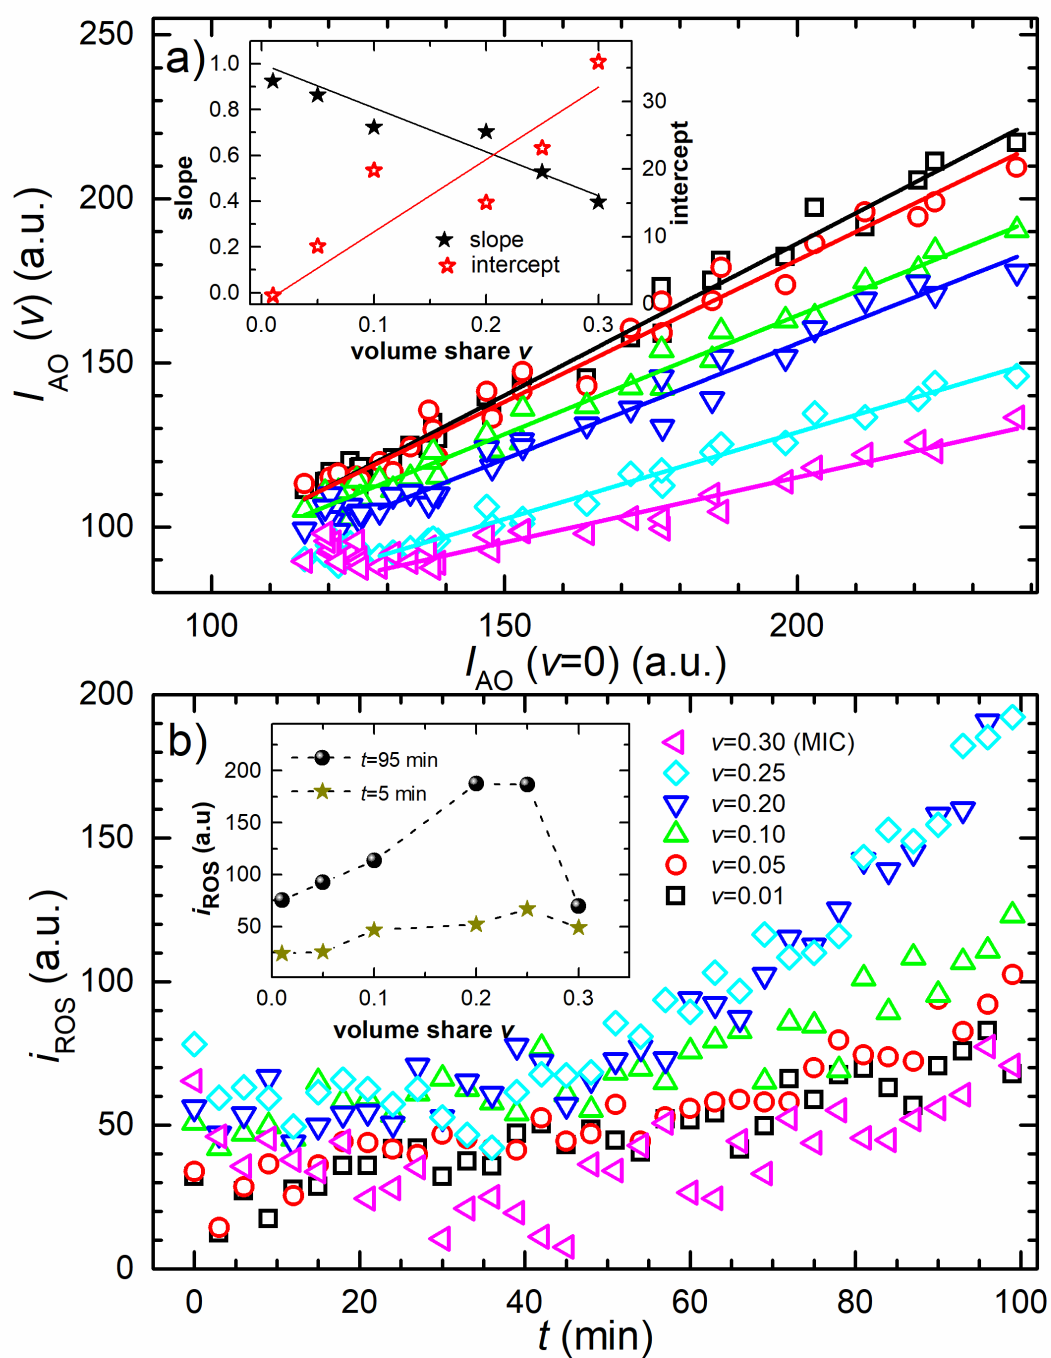 250
200
150
100
I_AO (v=0) (a.u.)
I_AO (v) (a.u.)
100
150
200
a)
1.0
0.8
0.6
0.4
0.2
0.0
slope
30
20
10
0
intercept
slope
intercept
0.0
0.1
0.2
0.3
volume share v
200
150
100
50
0
i_ROS (a.u.)
b)
200
150
100
50
i_ROS (a.u)
t=95 min
t=5 min
0.0
0.1
0.2
0.3
volume share v
v=0.30 (MIC)
v=0.25
v=0.20
v=0.10
v=0.05
v=0.01
0
20
40
60
80
100
t (min)